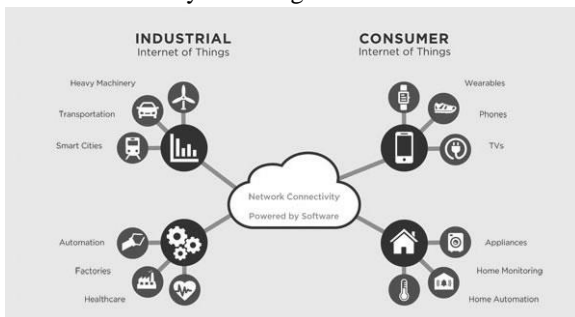 INDUSTRIAL
Internet of Things
CONSUMER
Internet of Things
Heavy Machinery
Transportation
Smart Cities
Wearables
Phones
TVs
Network Connectivity
Powered by Software
Automation
Factories
Healthcare
Appliances
Home Monitoring
Home Automation